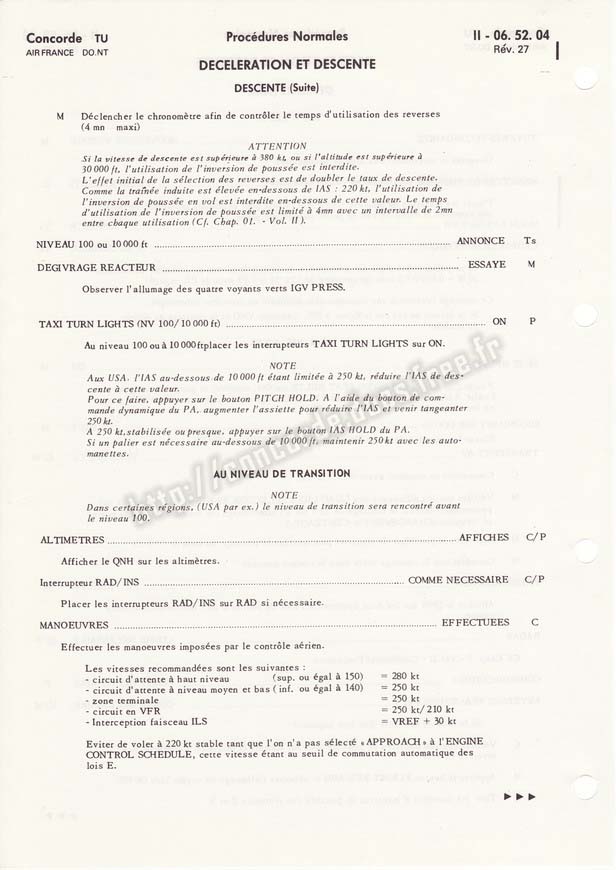 Concorde TU
AIR FRANCE DO.NT
Procédures Normales
II - 06. 52. 04
Rév. 27
DECELERATION ET DESCENTE
DESCENTE (Suite)
M Déclencher le chronomètre afin de contrôler le temps d'utilisation des reverses
(4 mn maxi)
ATTENTION
Si la vitesse de descente est supérieure à 380 kt, ou si l'altitude est supérieure à
30 000 ft, l'utilisation de l'inversion de poussée est interdite.
L'effet initial de la sélection des reverses est de doubler le taux de descente.
Comme la traînée induite est élevée en-dessous de IAS : 220 kt, l'utilisation de
l'inversion de poussée en vol est interdite en-dessous de cette valeur. Le temps
d'utilisation de l'inversion de poussée est limité à 4mn avec un intervalle de 2mn
entre chaque utilisation (Cf. Chap. 01. - Vol. II ).
NIVEAU 100 ou 10 000 ft ........ ANNONCE Ts
DEGIVRAGE REACTEUR ........ ESSAYE M
Observer l'allumage des quatre voyants verts IGV PRESS.
TAXI TURN LIGHTS (NV 100/10 000 ft) ........ ON P
Au niveau 100 ou à 10 000ftplacer les interrupteurs TAXI TURN LIGHTS sur ON.
NOTE
Aux USA, l'IAS au-dessous de 10 000 ft étant limitée à 250 kt, réduire l'IAS de des-
cente à cette valeur.
Pour ce faire, appuyer sur le bouton PITCH HOLD. A l'aide du bouton de com-
mande dynamique du PA, augmenter l'assiette pour réduire l'IAS et venir tangeanter
250 kt.
A 250 kt, stabilisée ou presque, appuyer sur le bouton IAS HOLD du PA.
Si un palier est nécessaire au-dessous de 10 000 ft, maintenir 250 kt avec les auto-
manettes.
AU NIVEAU DE TRANSITION
NOTE
Dans certaines régions, (USA par ex.) le niveau de transition sera rencontré avant
le niveau 100.
ALTIMETRES ........ AFFICHES C/P
Afficher le QNH sur les altimètres.
Interrupteur RAD/INS ........ COMME NECESSAIRE C/P
Placer les interrupteurs RAD/INS sur RAD si nécessaire.
MANOEUVRES ........ EFFECTUEES C
Effectuer les manoeuvres imposées par le contrôle aérien.
Les vitesses recommandées sont les suivantes :
- circuit d'attente à haut niveau (sup. ou égal à 150) = 280 kt
- circuit d'attente à niveau moyen et bas ( inf. ou égal à 140) = 250 kt
- zone terminale = 250 kt
- circuit en VFR = 250 kt/ 210 kt
- Interception faisceau ILS = VREF + 30 kt
Eviter de voler à 220 kt stable tant que l'on n'a pas sélecté « APPROACH » à l'ENGINE
CONTROL SCHEDULE, cette vitesse étant au seuil de commutation automatique des
lois E.